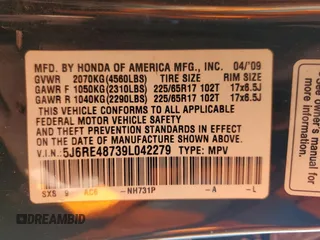 MFD. BY HONDA OF AMERICA MFG., INC. 04/'09
GVWR 2070KG(4560LBS) TIRE SIZE RIM SIZE
GAWR F 1050KG(2310LBS) 225/65R17 102T 17x6.5J
GAWR R 1040KG(2290LBS) 225/65R17 102T 17x6.5J
THIS VEHICLE CONFORMS TO ALL APPLICABLE
FEDERAL MOTOR VEHICLE SAFETY AND
THEFT PREVENTION STANDARDS IN EFFECT ON
THE DATE OF MANUFACTURE SHOWN ABOVE.
V.I.N: 5J6RE48739L042279 TYPE: MPV
SXS 9 AC6 -NH731P -A -L
DREAMBID